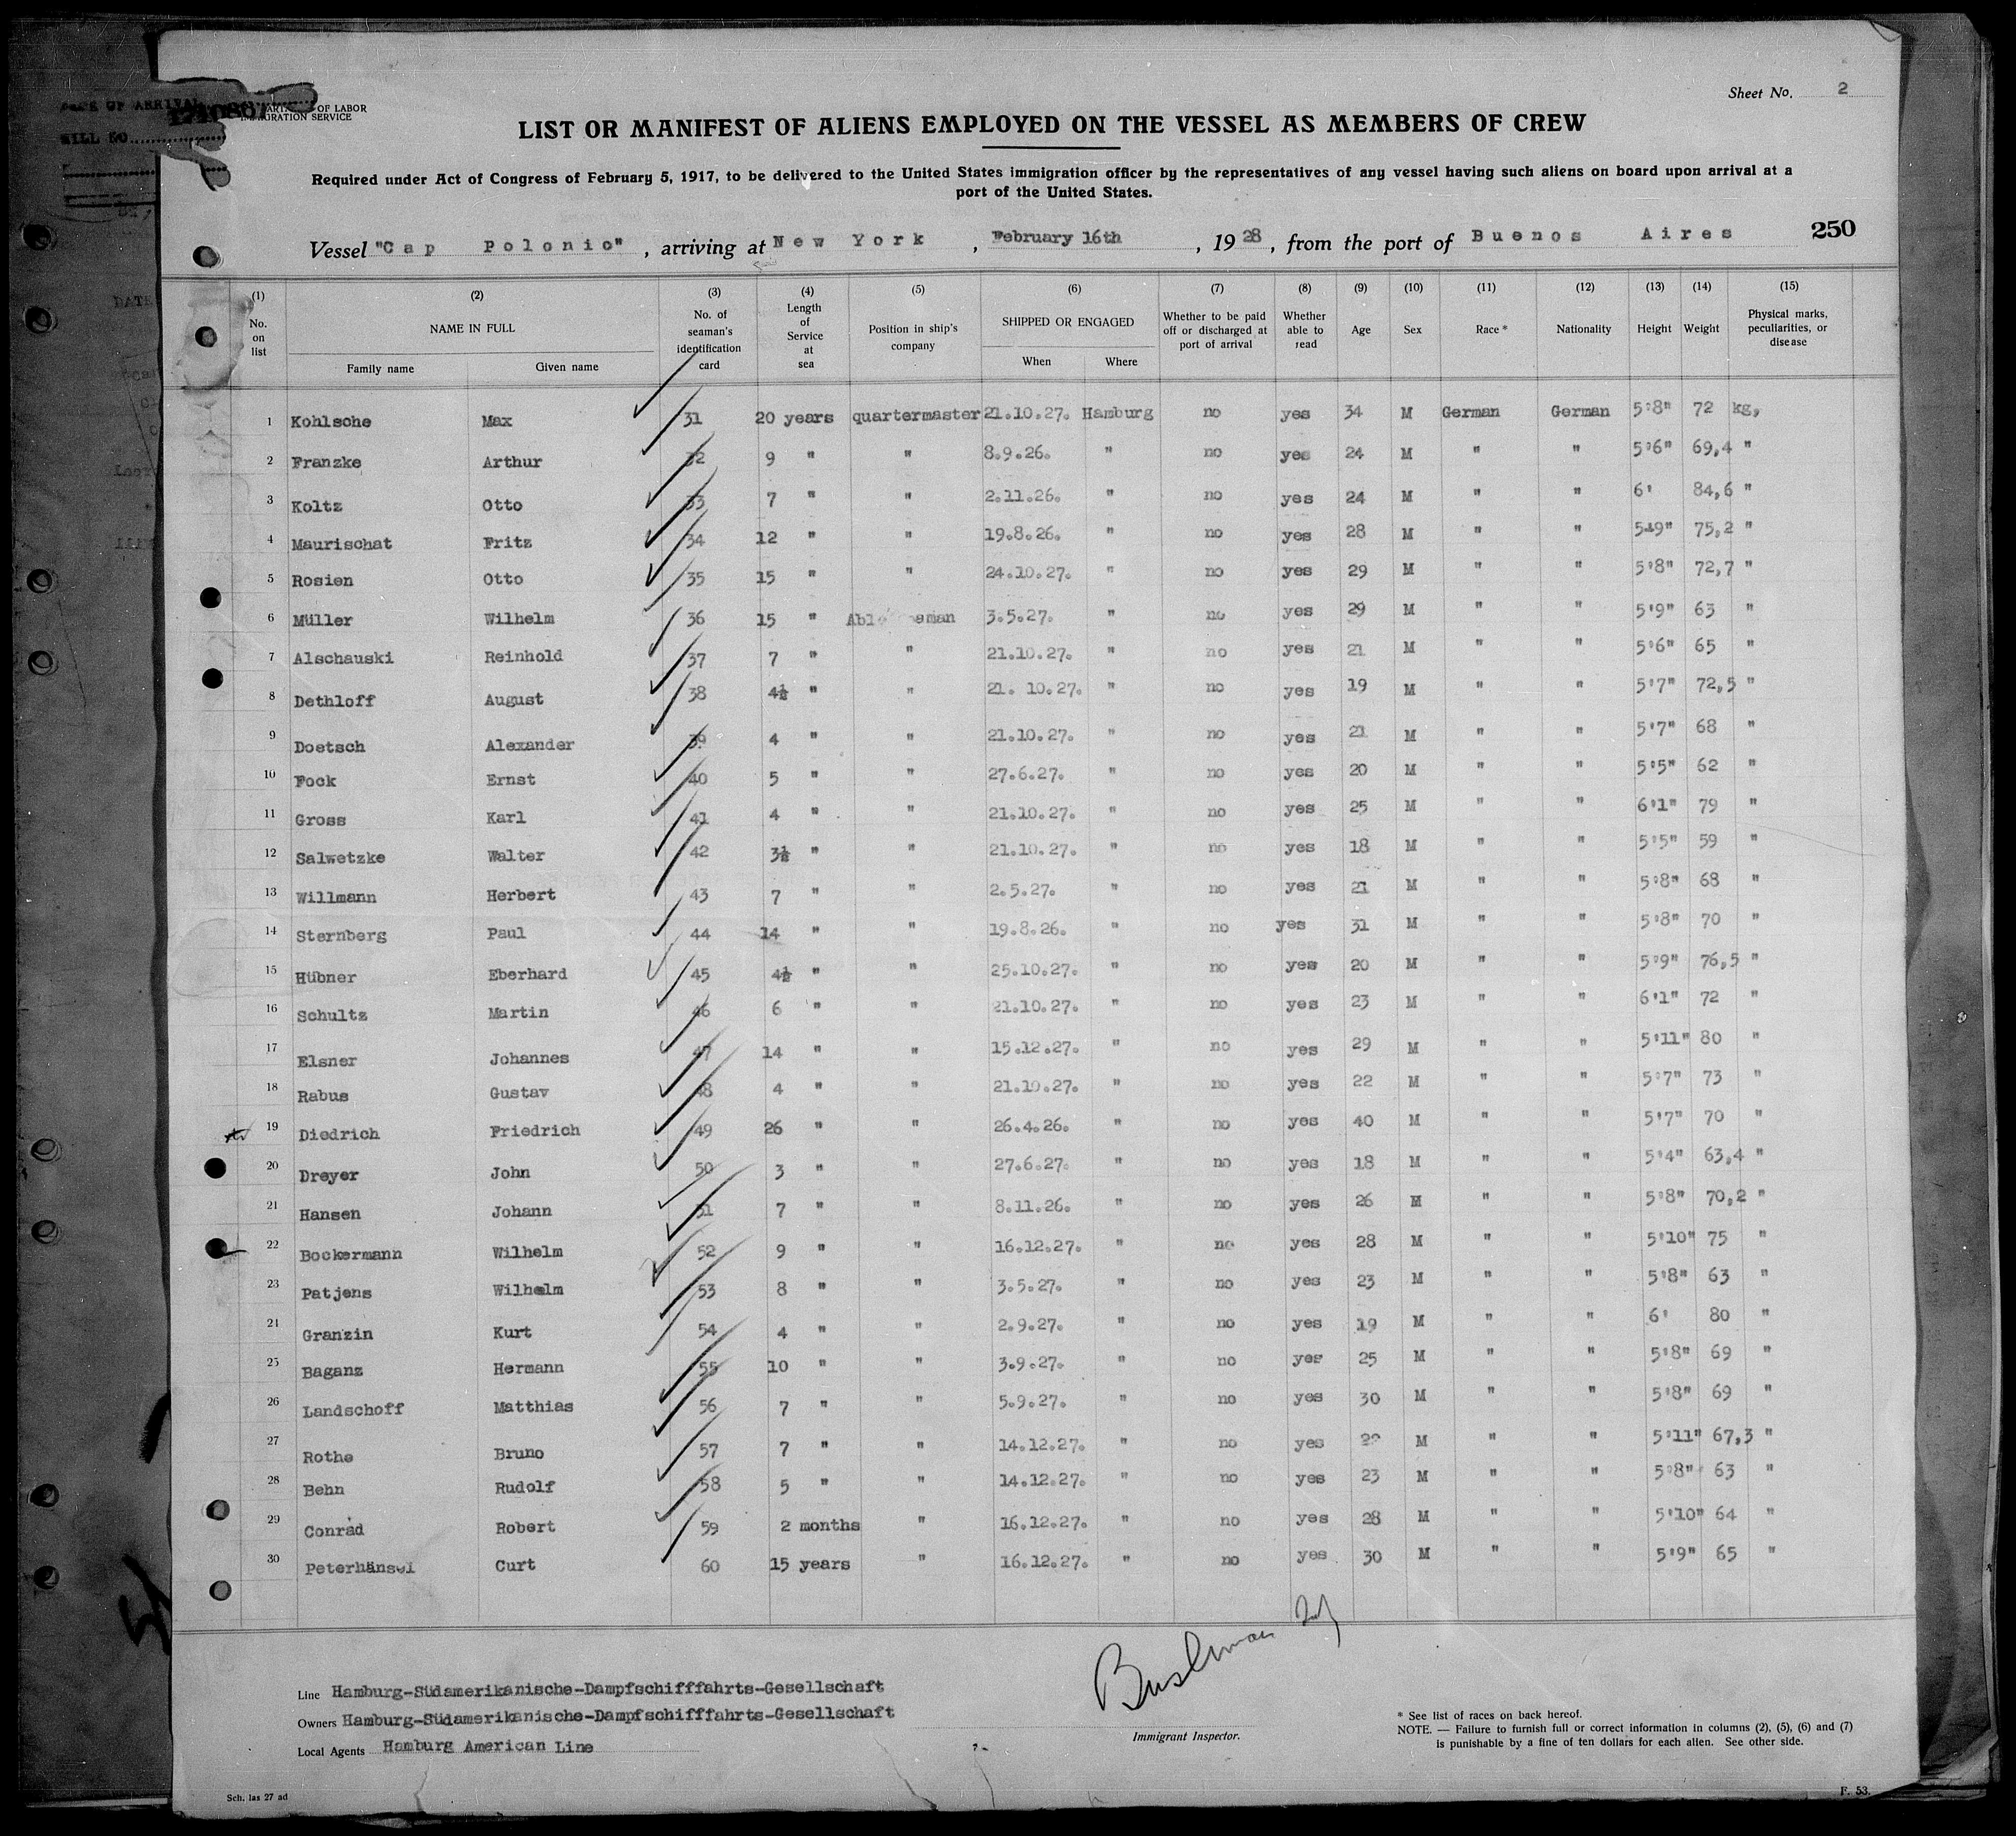 DATE OF ARRIVAL
OF LABOR
IMMIGRATION SERVICE
Sheet No. 2
LIST OR MANIFEST OF ALIENS EMPLOYED ON THE VESSEL AS MEMBERS OF CREW
Required under Act of Congress of February 5, 1917, to be delivered to the United States immigration officer by the representatives of any vessel having such aliens on board upon arrival at a
port of the United States.
250
Vessel "Cap Polonio", arriving at New York, February 16th, 1928, from the port of Buenos Aires
(1) (2) (3) (4) (5) (6) (7) (8) (9) (10) (11) (12) (13) (14) (15)
No. on list NAME IN FULL Family name Given name No. of seaman's identification card Length of Service at sea Position in ship's company SHIPPED OR ENGAGED When Where Whether to be paid off or discharged at port of arrival Whether able to read Age Sex Race * Nationality Height Weight Physical marks, peculiarities, or disease
1 Kohlsche Max 31 20 years quartermaster 21.10.27. Hamburg no yes 34 M German German 5'8" 72 kg,
2 Franzke Arthur 32 9 " " 8.9.26. " no yes 24 M " " 5'6" 69,4 "
3 Koltz Otto 33 7 " " 2.11.26. " no yes 24 M " " 6' 84,6 "
4 Maurischat Fritz 34 12 " " 19.8.26. " no yes 28 M " " 5'9" 75,2 "
5 Rosien Otto 35 15 " " 24.10.27. " no yes 29 M " " 5'8" 72,7 "
6 Müller Wilhelm 36 15 " 3.5.27. " no yes 29 M " " 5'9" 63 "
7 Alschauski Reinhold 37 7 " " 21.10.27. " no yes 21 M " " 5'6" 65 "
8 Dethloff August 38 4½ " " 21. 10.27. " no yes 19 M " " 5'7" 72,5 "
9 Doetsch Alexander 39 4 " " 21.10.27. " no yes 21 M " " 5'7" 68 "
10 Fock Ernst 40 5 " " 27.6.27. " no yes 20 M " " 5'5" 62 "
11 Gross Karl 41 4 " " 21.10.27. " no yes 25 M " " 6'1" 79 "
12 Salwetzke Walter 42 3½ " " 21.10.27. " no yes 18 M " " 5'5" 59 "
13 Willmann Herbert 43 7 " " 2.5.27. " no yes 21 M " " 5'8" 68 "
14 Sternberg Paul 44 14 " " 19.8.26. " no yes 31 M " " 5'8" 70 "
15 Hübner Eberhard 45 4½ " " 25.10.27. " no yes 20 M " " 5'9" 76,5 "
16 Schultz Martin 46 6 " " 21.10.27. " no yes 23 M " " 6'1" 72 "
17 Elsner Johannes 47 14 " " 15.12.27. " no yes 29 M " " 5'11" 80 "
18 Rabus Gustav 48 4 " " 21.10.27. " no yes 22 M " " 5'7" 73 "
19 Diedrich Friedrich 49 26 " " 26.4.26. " no yes 40 M " " 5'7" 70 "
20 Dreyer John 50 3 " " 27.6.27. " no yes 18 M " " 5'4" 63,4 "
21 Hansen Johann 51 7 " " 8.11.26. " no yes 26 M " " 5'8" 70,2 "
22 Bockermann Wilhelm 52 9 " " 16.12.27. " no yes 28 M " " 5'10" 75 "
23 Patjens Wilhelm 53 8 " " 3.5.27. " no yes 23 M " " 5'8" 63 "
21 Granzin Kurt 54 4 " " 2.9.27. " no yes 19 M " " 6' 80 "
25 Baganz Hermann 55 10 " " 3.9.27. " no yes 25 M " " 5'8" 69 "
26 Landschoff Matthias 56 7 " " 5.9.27. " no yes 30 M " " 5'8" 69 "
27 Rothe Bruno 57 7 " " 14.12.27. " no yes M " " 5'11" 67,3 "
28 Behn Rudolf 58 5 " " 14.12.27. " no yes 23 M " " 5'8" 63 "
29 Conrad Robert 59 2 months " 16.12.27. " no yes 28 M " " 5'10" 64 "
30 Peterhänsel Curt 60 15 years " 16.12.27. " no yes 30 M " " 5'9" 65 "
Line Hamburg-Südamerikanische-Dampfschifffahrts-Gesellschaft
Owners Hamburg-Südamerikanische-Dampfschifffahrts-Gesellschaft
Local Agents Hamburg American Line
Immigrant Inspector.
* See list of races on back hereof.
NOTE. — Failure to furnish full or correct information in columns (2), (5), (6) and (7)
is punishable by a fine of ten dollars for each alien. See other side.
Sch. las 27 ad
F. 53.